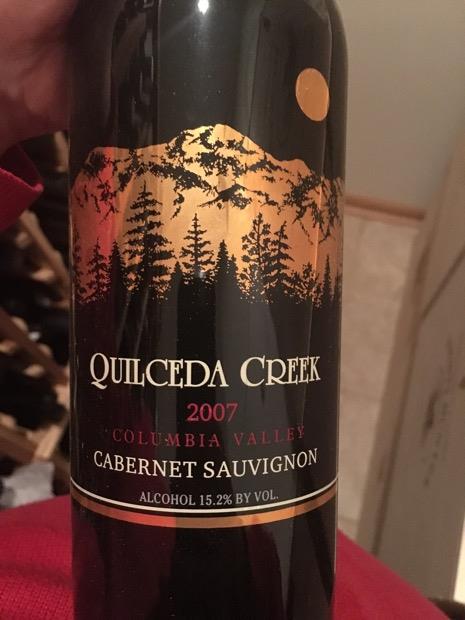 QUILCEDA CREEK
2007
COLUMBIA VALLEY
CABERNET SAUVIGNON
ALCOHOL 15.2% BY VOL.